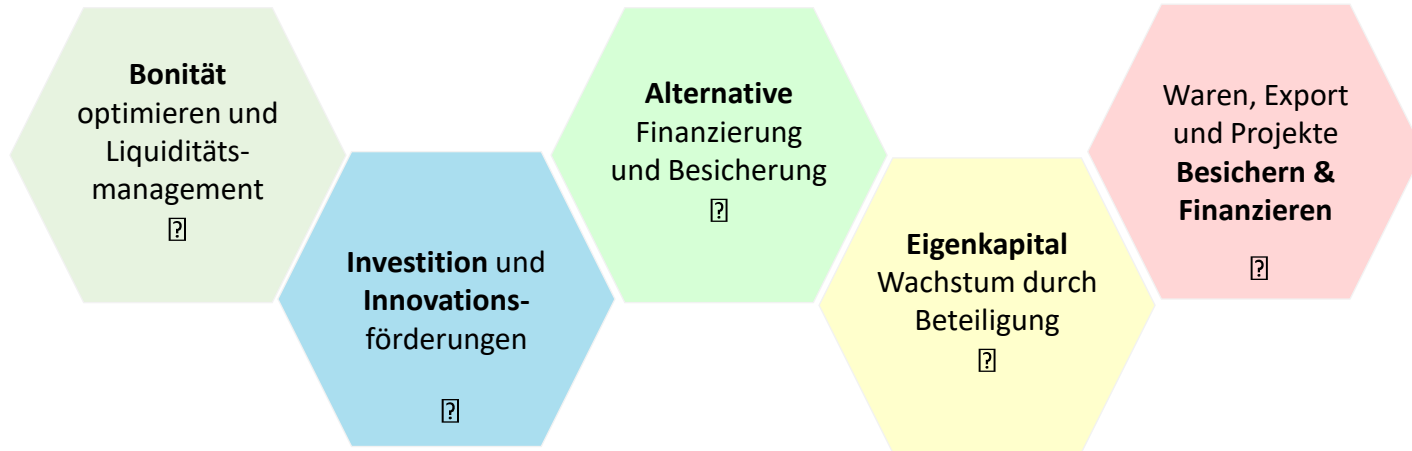 Bonität
optimieren und
Liquiditäts-
management
⍰
Investition und
Innovations-
förderungen
⍰
Alternative
Finanzierung
und Besicherung
⍰
Eigenkapital
Wachstum durch
Beteiligung
⍰
Waren, Export
und Projekte
Besichern &
Finanzieren
⍰